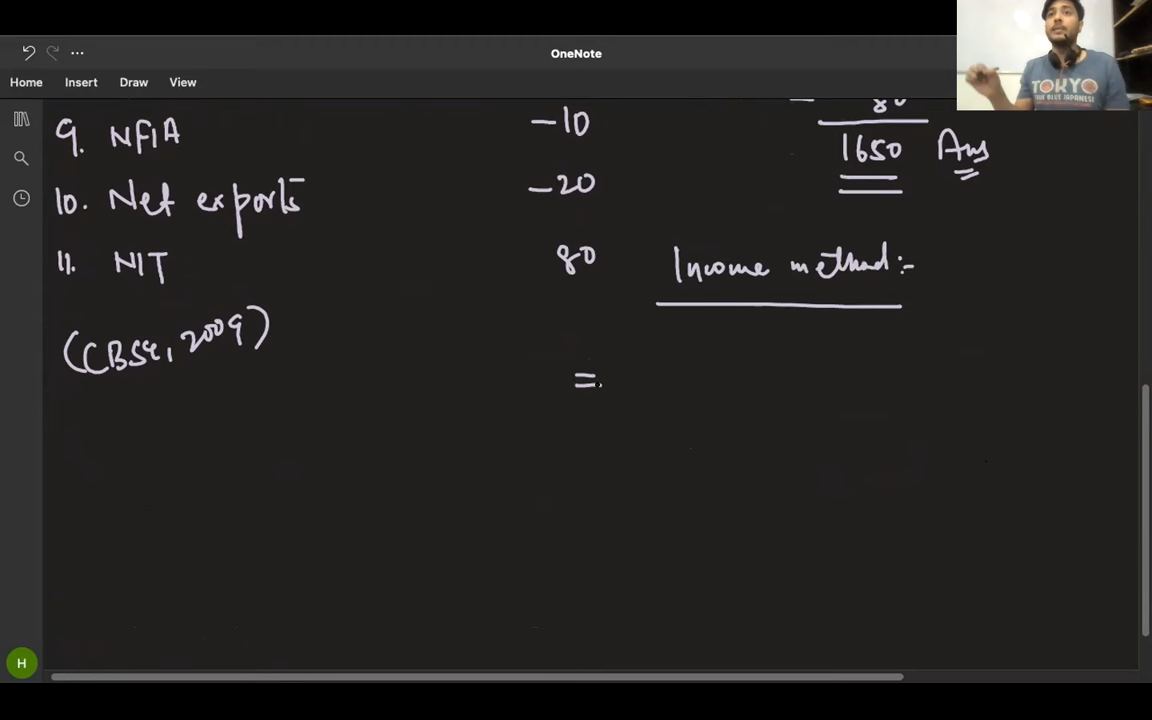 OneNote
Home Insert Draw View
TOKYO
80
9. NFIA -10
1650 Ans
10. Net exports -20
11. NIT 80
Income method:-
(CBSE, 2009)
=
H